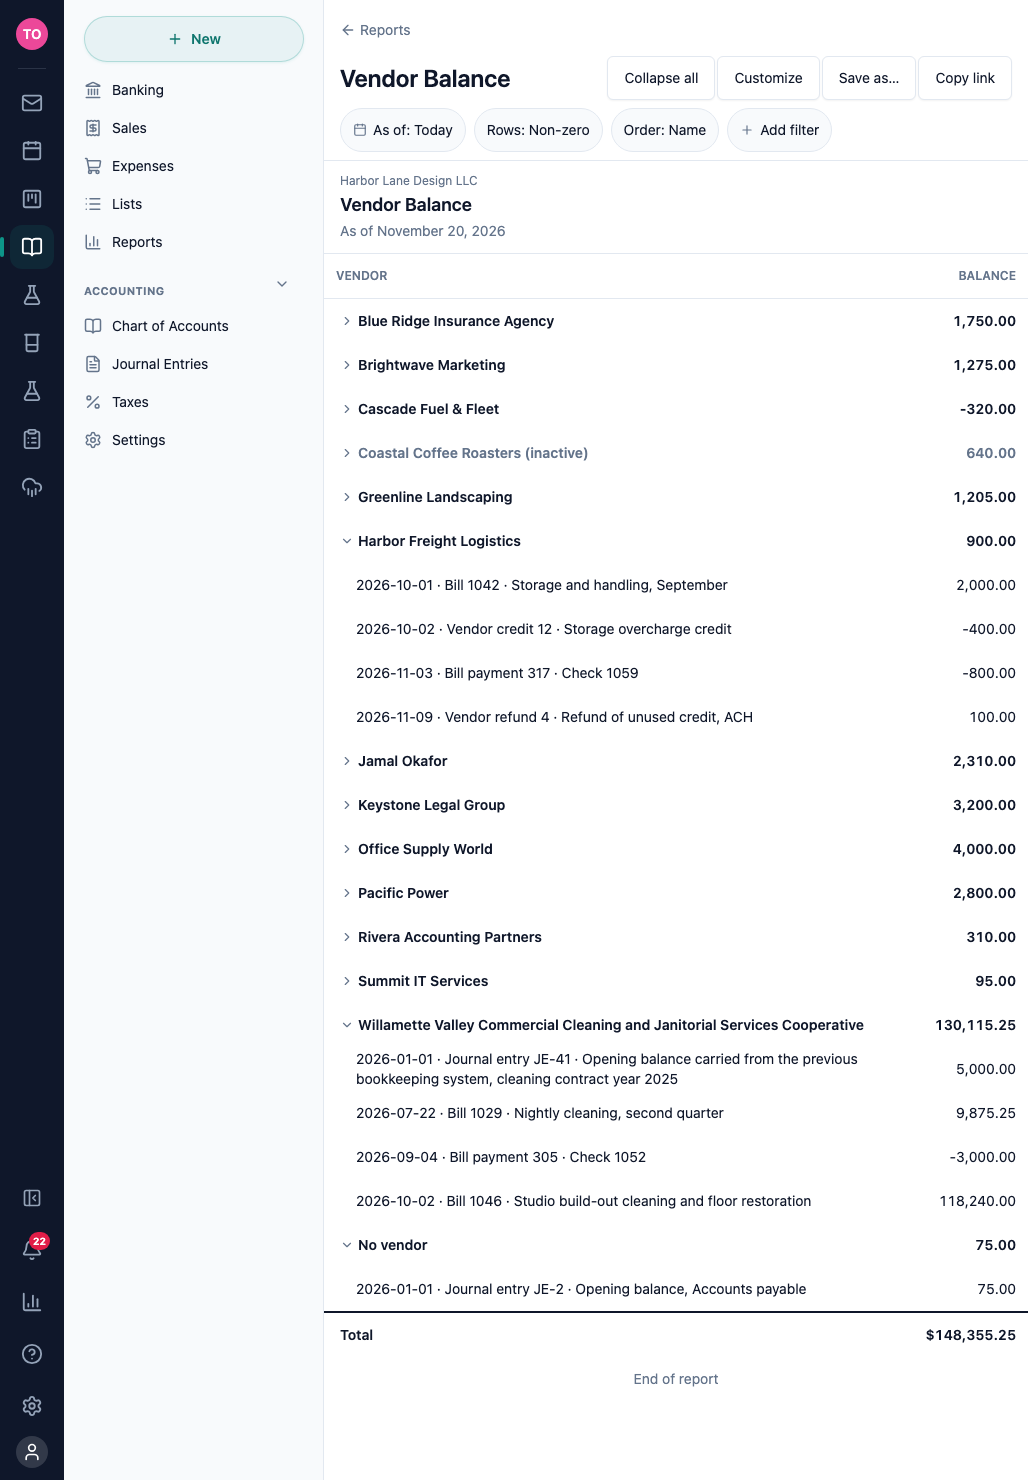 TO
New
Banking
Sales
Expenses
Lists
Reports
ACCOUNTING
Chart of Accounts
Journal Entries
Taxes
Settings
22
Reports
Vendor Balance
Collapse all
Customize
Save as...
Copy link
As of: Today
Rows: Non-zero
Order: Name
Add filter
Harbor Lane Design LLC
Vendor Balance
As of November 20, 2026
VENDOR BALANCE
Blue Ridge Insurance Agency 1,750.00
Brightwave Marketing 1,275.00
Cascade Fuel & Fleet -320.00
Coastal Coffee Roasters (inactive) 640.00
Greenline Landscaping 1,205.00
Harbor Freight Logistics 900.00
2026-10-01 · Bill 1042 · Storage and handling, September 2,000.00
2026-10-02 · Vendor credit 12 · Storage overcharge credit -400.00
2026-11-03 · Bill payment 317 · Check 1059 -800.00
2026-11-09 · Vendor refund 4 · Refund of unused credit, ACH 100.00
Jamal Okafor 2,310.00
Keystone Legal Group 3,200.00
Office Supply World 4,000.00
Pacific Power 2,800.00
Rivera Accounting Partners 310.00
Summit IT Services 95.00
Willamette Valley Commercial Cleaning and Janitorial Services Cooperative 130,115.25
2026-01-01 · Journal entry JE-41 · Opening balance carried from the previous
bookkeeping system, cleaning contract year 2025 5,000.00
2026-07-22 · Bill 1029 · Nightly cleaning, second quarter 9,875.25
2026-09-04 · Bill payment 305 · Check 1052 -3,000.00
2026-10-02 · Bill 1046 · Studio build-out cleaning and floor restoration 118,240.00
No vendor 75.00
2026-01-01 · Journal entry JE-2 · Opening balance, Accounts payable 75.00
Total $148,355.25
End of report